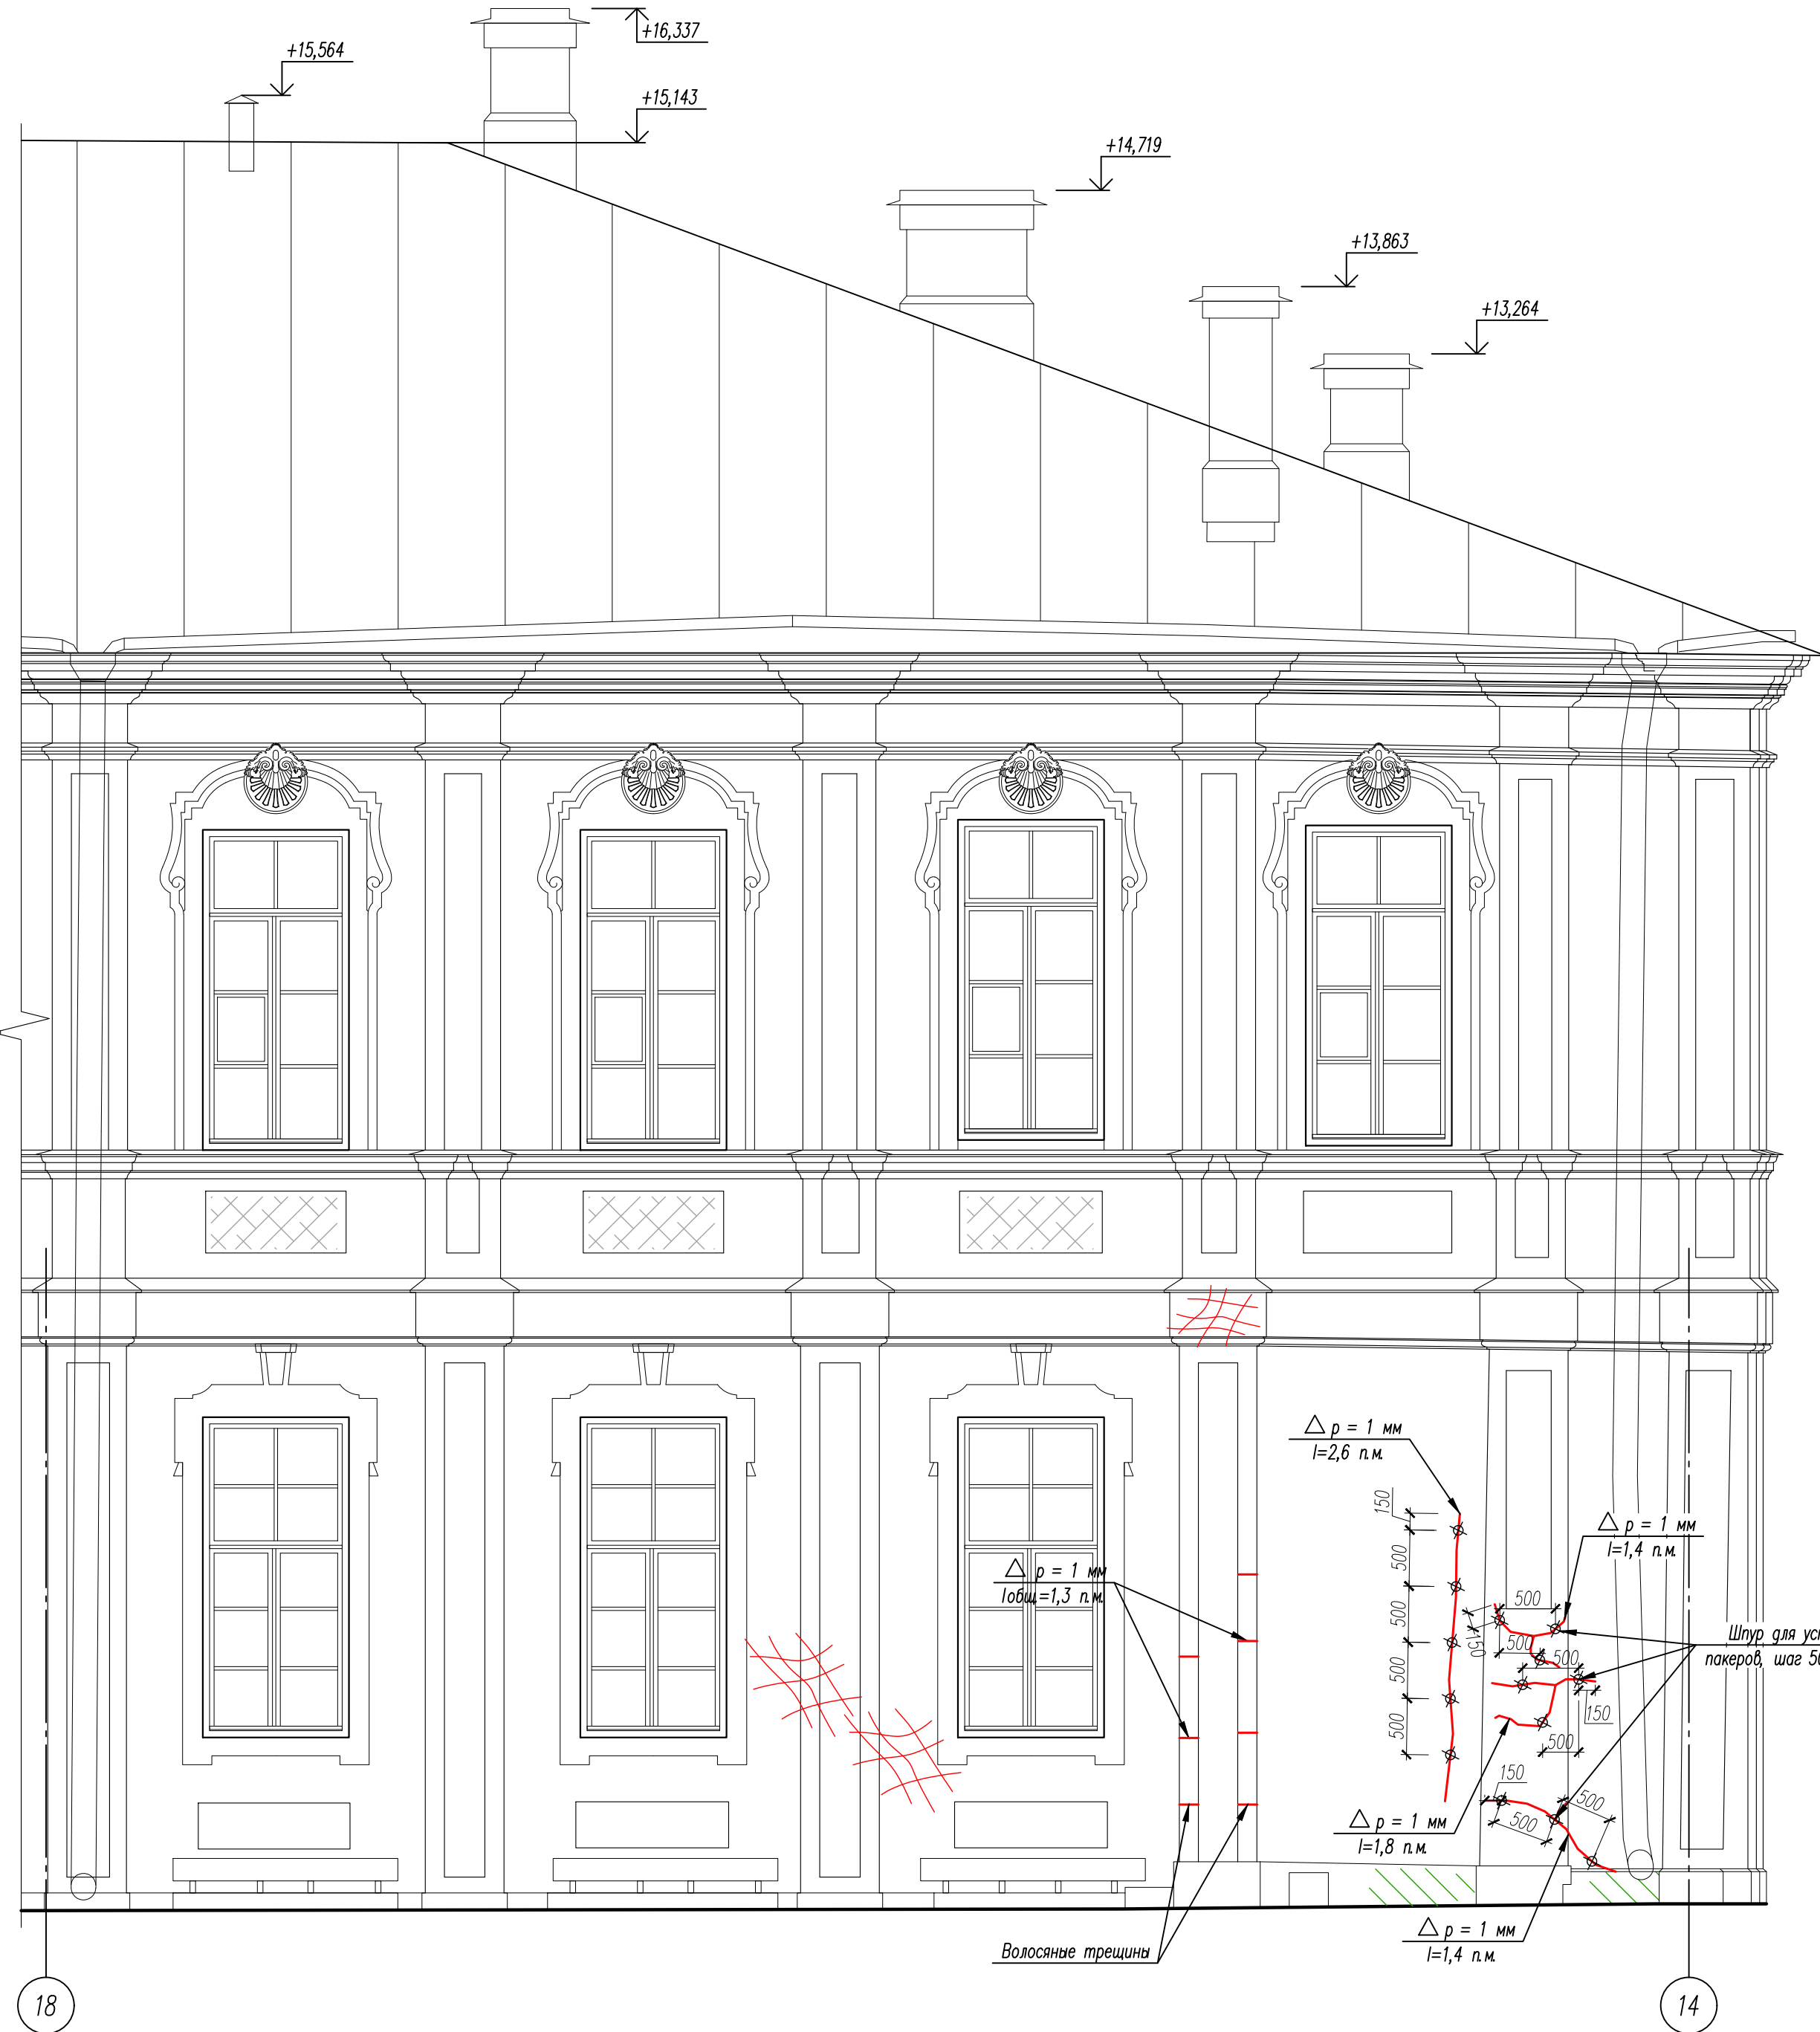 +16,337
+15,564
+15,143
+14,719
+13,863
+13,264
△ р = 1 мм
l=2,6 п.м.
150
500
500
500
500
△ р = 1 мм
l=1,4 п.м.
△ р = 1 мм
lобщ.=1,3 п.м.
500
150
500
500
Шпур для
пакеров, шаг
150
500
150
500
500
△ р = 1 мм
l=1,8 п.м.
△ р = 1 мм
l=1,4 п.м.
Волосяные трещины
18
14